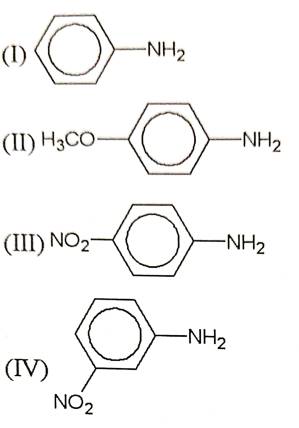 (I) NH₂
(II) H₃CO NH₂
(III) NO₂ NH₂
NH₂
(IV)
NO₂